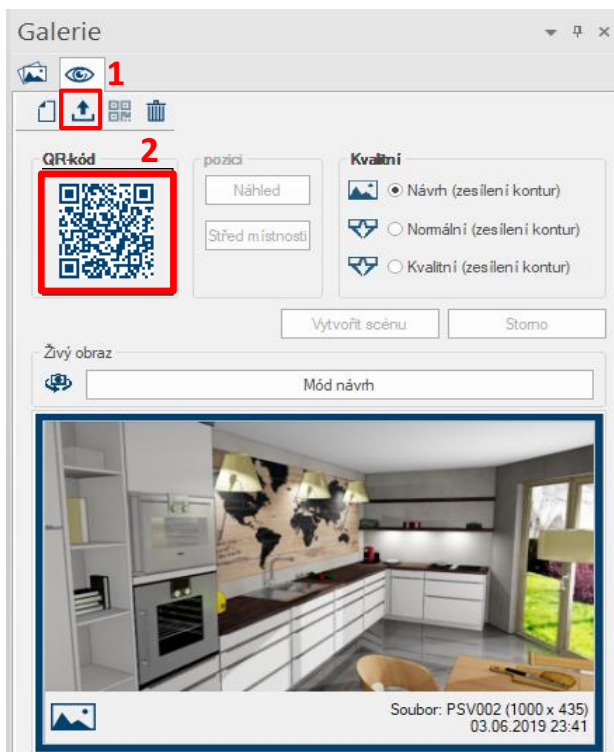 Galerie
1
2
QR-kód
pozici
Kvalitni
Náhled
Návrh (zesílení kontur)
Střed místnosti
Normální (zesílení kontur)
Kvalitní (zesílení kontur)
Vytvořit scénu
Storno
Živý obraz
Mód návrh
Soubor: PSV002 (1000 x 435)
03.06.2019 23:41